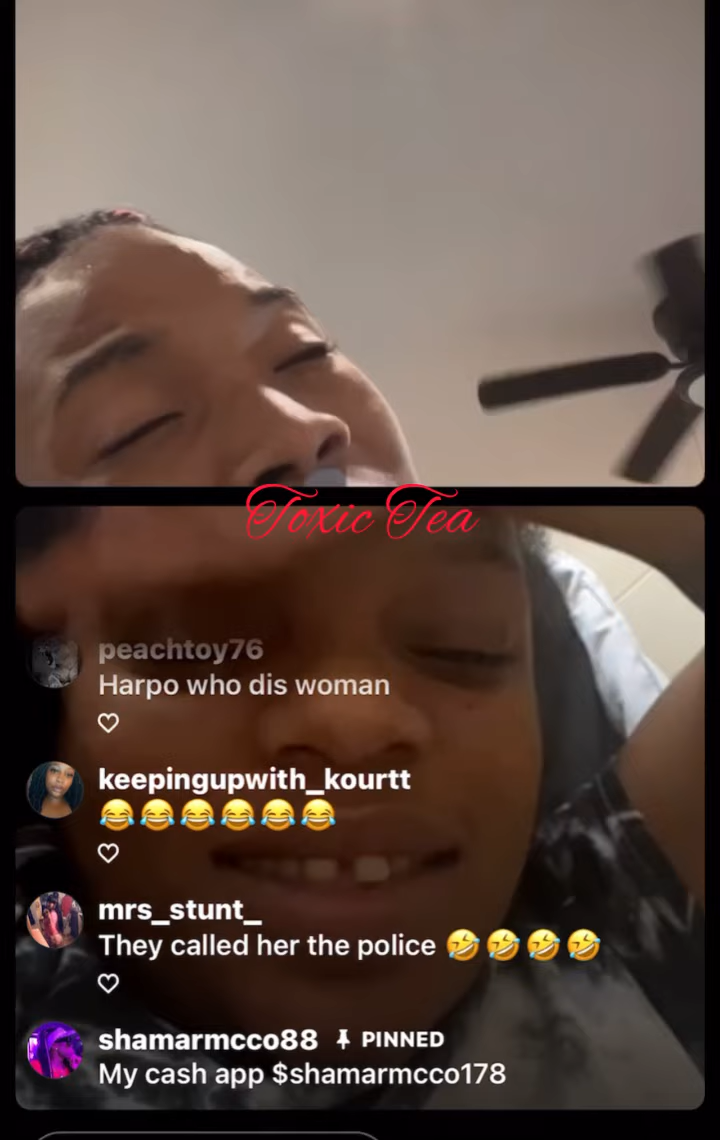 Toxic Tea
peachtoy76
Harpo who dis woman
keepingupwith_kourtt
😂😂😂😂😂😂
mrs_stunt_
They called her the police 🤣🤣🤣🤣
shamarmcco88 📌 PINNED
My cash app $shamarmcco178